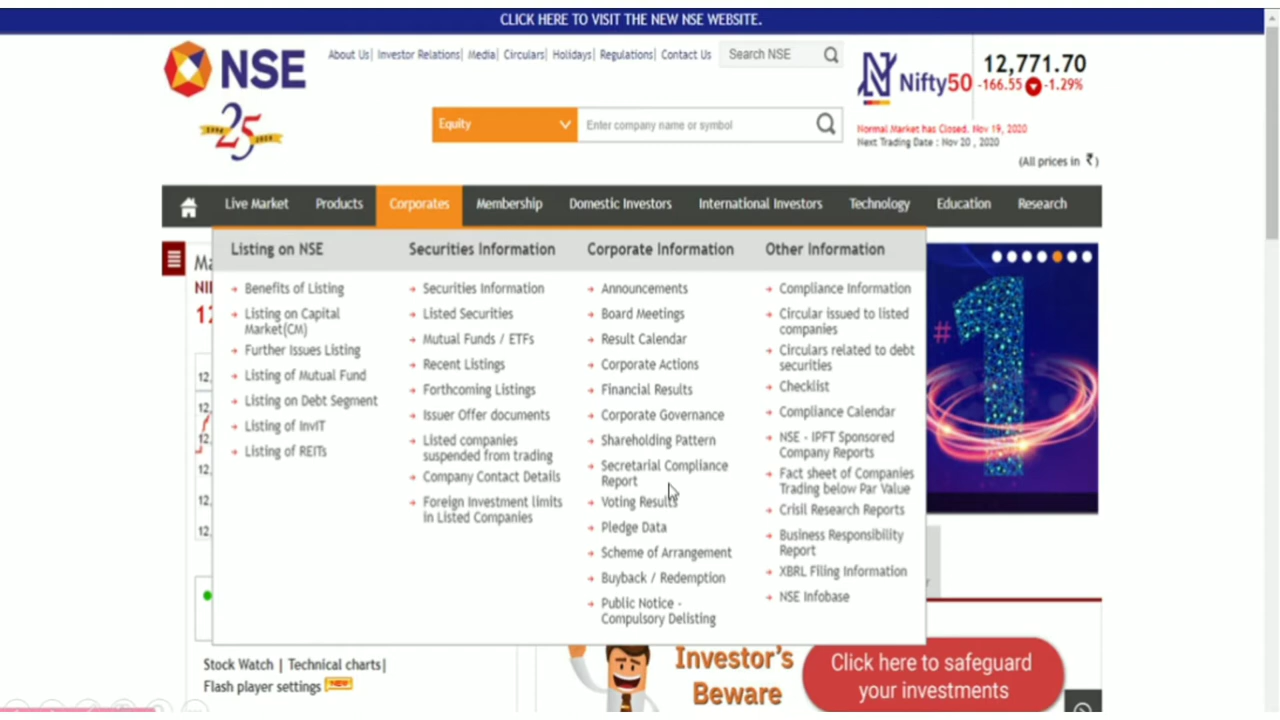 CLICK HERE TO VISIT THE NEW NSE WEBSITE.
NSE
About Us| Investor Relations| Media| Circulars| Holidays| Regulations| Contact Us
Search NSE
Nifty50
12,771.70
-166.55 -1.29%
25
Equity
Enter company name or symbol
Normal Market has Closed. Nov 19, 2020
Next Trading Date : Nov 20 , 2020
(All prices in ₹)
Live Market Products Corporates Membership Domestic Investors International Investors Technology Education Research
Listing on NSE
Benefits of Listing
Listing on Capital
Market(CM)
Further Issues Listing
Listing of Mutual Fund
Listing on Debt Segment
Listing of InvIT
Listing of REITs
Securities Information
Securities Information
Listed Securities
Mutual Funds / ETFs
Recent Listings
Forthcoming Listings
Issuer Offer documents
Listed companies
suspended from trading
Company Contact Details
Foreign Investment limits
in Listed Companies
Corporate Information
Announcements
Board Meetings
Result Calendar
Corporate Actions
Financial Results
Corporate Governance
Shareholding Pattern
Secretarial Compliance
Report
Voting Results
Pledge Data
Scheme of Arrangement
Buyback / Redemption
Public Notice -
Compulsory Delisting
Other Information
Compliance Information
Circular issued to listed
companies
Circulars related to debt
securities
Checklist
Compliance Calendar
NSE - IPFT Sponsored
Company Reports
Fact sheet of Companies
Trading below Par Value
Crisil Research Reports
Business Responsibility
Report
XBRL Filing Information
NSE Infobase
#1
12,
12,
12,
12,
12,
12,
Stock Watch | Technical charts|
Flash player settings NEW
Investor's
Beware
Click here to safeguard
your investments